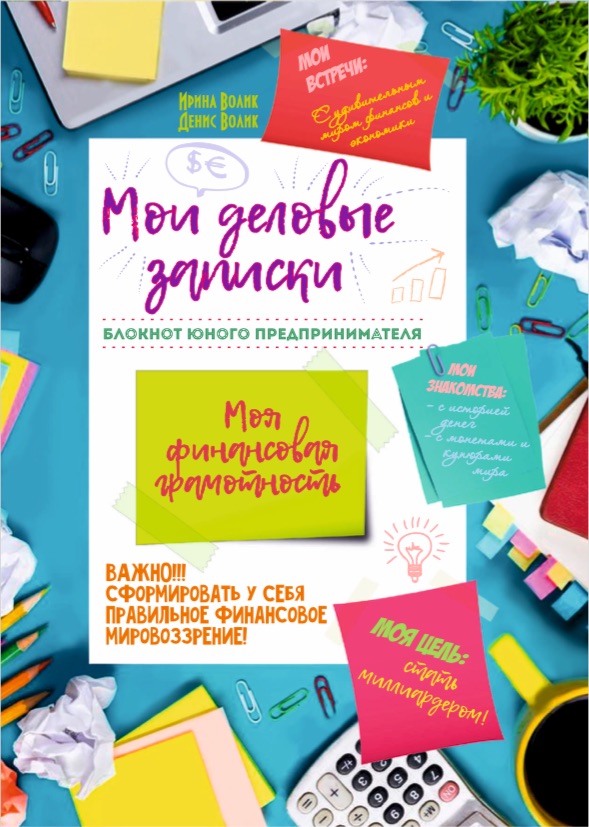 Ирина Волик
Денис Волик
Мои
встречи:
С удивительным
миром финансов и
экономики
$€
Мои деловые
записки
БЛОКНОТ ЮНОГО ПРЕДПРИНИМАТЕЛЯ
Моя
финансовая
грамотность
Мои
знакомства:
- с историей
денег
- с монетами и
купюрами
мира
ВАЖНО!!!
СФОРМИРОВАТЬ У СЕБЯ
ПРАВИЛЬНОЕ ФИНАНСОВОЕ
МИРОВОЗЗРЕНИЕ!
Моя цель:
стать
миллиардером!